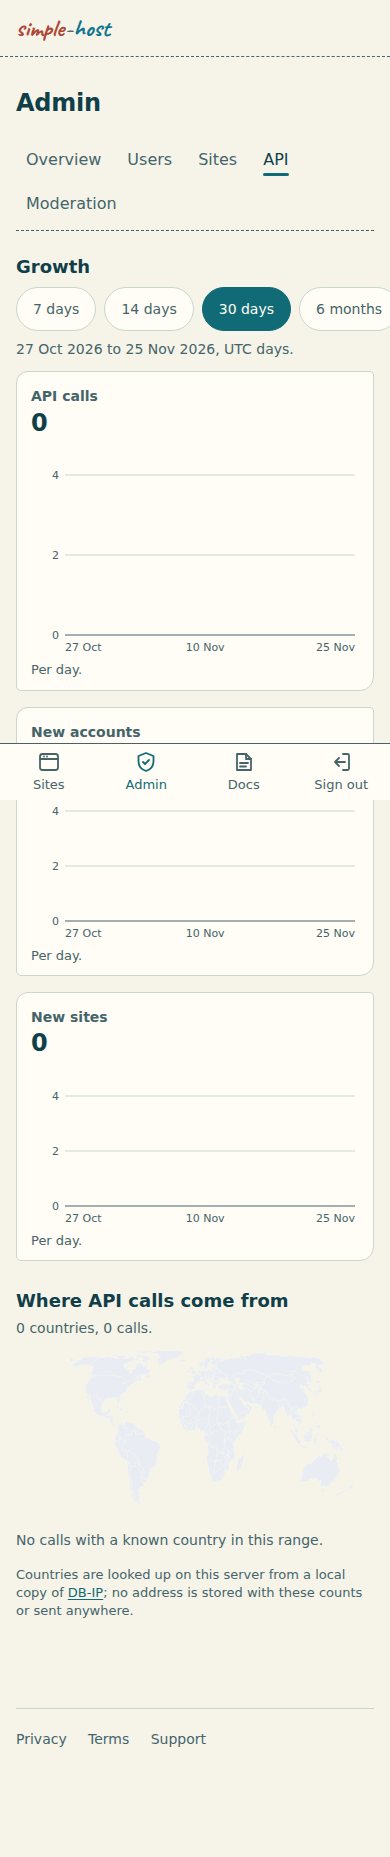 simple-host
Admin
Overview Users Sites API
Moderation
Growth
7 days 14 days 30 days 6 months
27 Oct 2026 to 25 Nov 2026, UTC days.
API calls
0
4
2
0
27 Oct 10 Nov 25 Nov
Per day.
New accounts
Sites Admin Docs Sign out
4
2
0
27 Oct 10 Nov 25 Nov
Per day.
New sites
0
4
2
0
27 Oct 10 Nov 25 Nov
Per day.
Where API calls come from
0 countries, 0 calls.
No calls with a known country in this range.
Countries are looked up on this server from a local
copy of DB-IP; no address is stored with these counts
or sent anywhere.
Privacy Terms Support